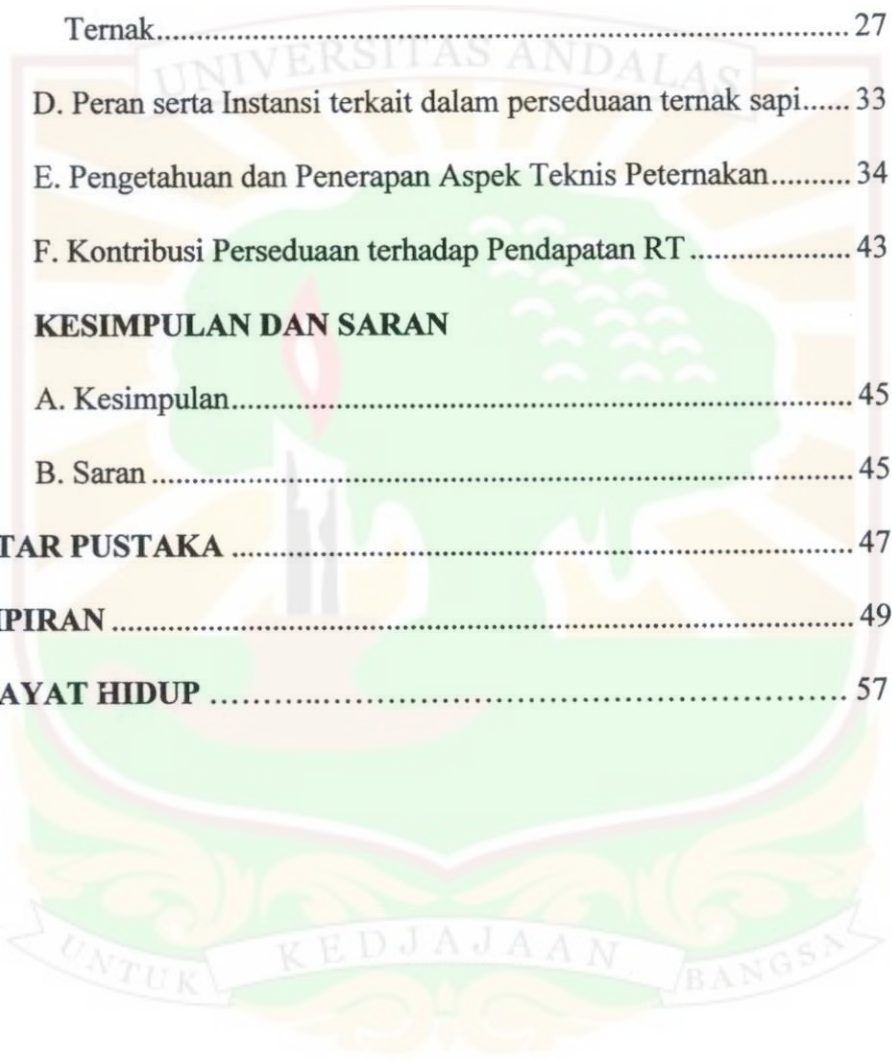 Ternak........................................................................... 27
UNIVERSITAS ANDALAS
D. Peran serta Instansi terkait dalam perseduaan ternak sapi...... 33
E. Pengetahuan dan Penerapan Aspek Teknis Peternakan.......... 34
F. Kontribusi Perseduaan terhadap Pendapatan RT ................... 43
KESIMPULAN DAN SARAN
A. Kesimpulan................................................................... 45
B. Saran ............................................................................ 45
TAR PUSTAKA .................................................................... 47
PIRAN ................................................................................ 49
AYAT HIDUP ...................................................................... 57
UNTUK KEDJAJAAN BANGSA